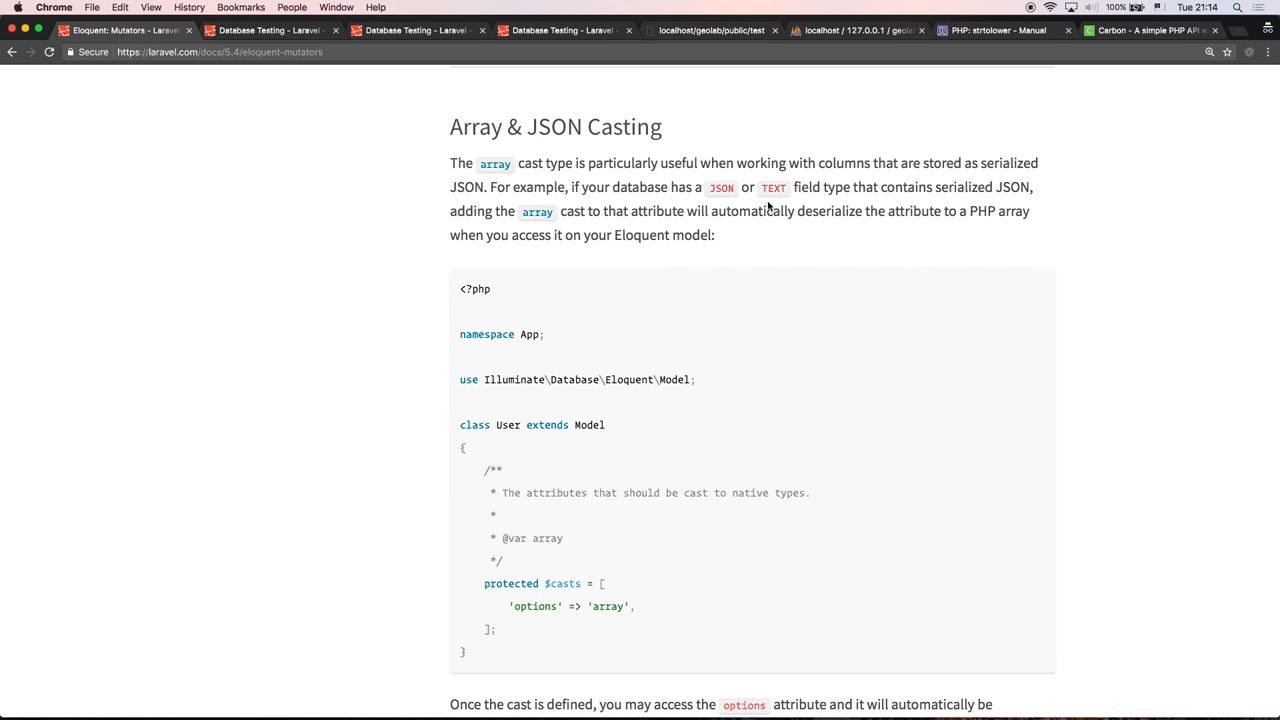 Chrome File Edit View History Bookmarks People Window Help 100% Tue 21:14
Eloquent: Mutators - Laravel - Database Testing - Laravel - Database Testing - Laravel - Database Testing - Laravel - localhost/geolab/public/test localhost / 127.0.0.1 / geola PHP: strtolower - Manual Carbon - A simple PHP API e
Secure https://laravel.com/docs/5.4/eloquent-mutators
Array & JSON Casting
The array cast type is particularly useful when working with columns that are stored as serialized
JSON. For example, if your database has a JSON or TEXT field type that contains serialized JSON,
adding the array cast to that attribute will automatically deserialize the attribute to a PHP array
when you access it on your Eloquent model:
<?php
namespace App;
use Illuminate\Database\Eloquent\Model;
class User extends Model
{
/**
* The attributes that should be cast to native types.
*
* @var array
*/
protected $casts = [
'options' => 'array',
];
}
Once the cast is defined, you may access the options attribute and it will automatically be